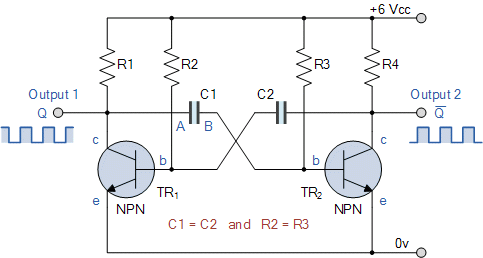 +6 Vcc
R1
R2
R3
R4
Output 1
C1
C2
Output 2
Q
Q̅
A
B
c
c
b
b
TR1
TR2
e
NPN
NPN
e
C1 = C2 and R2 = R3
0v